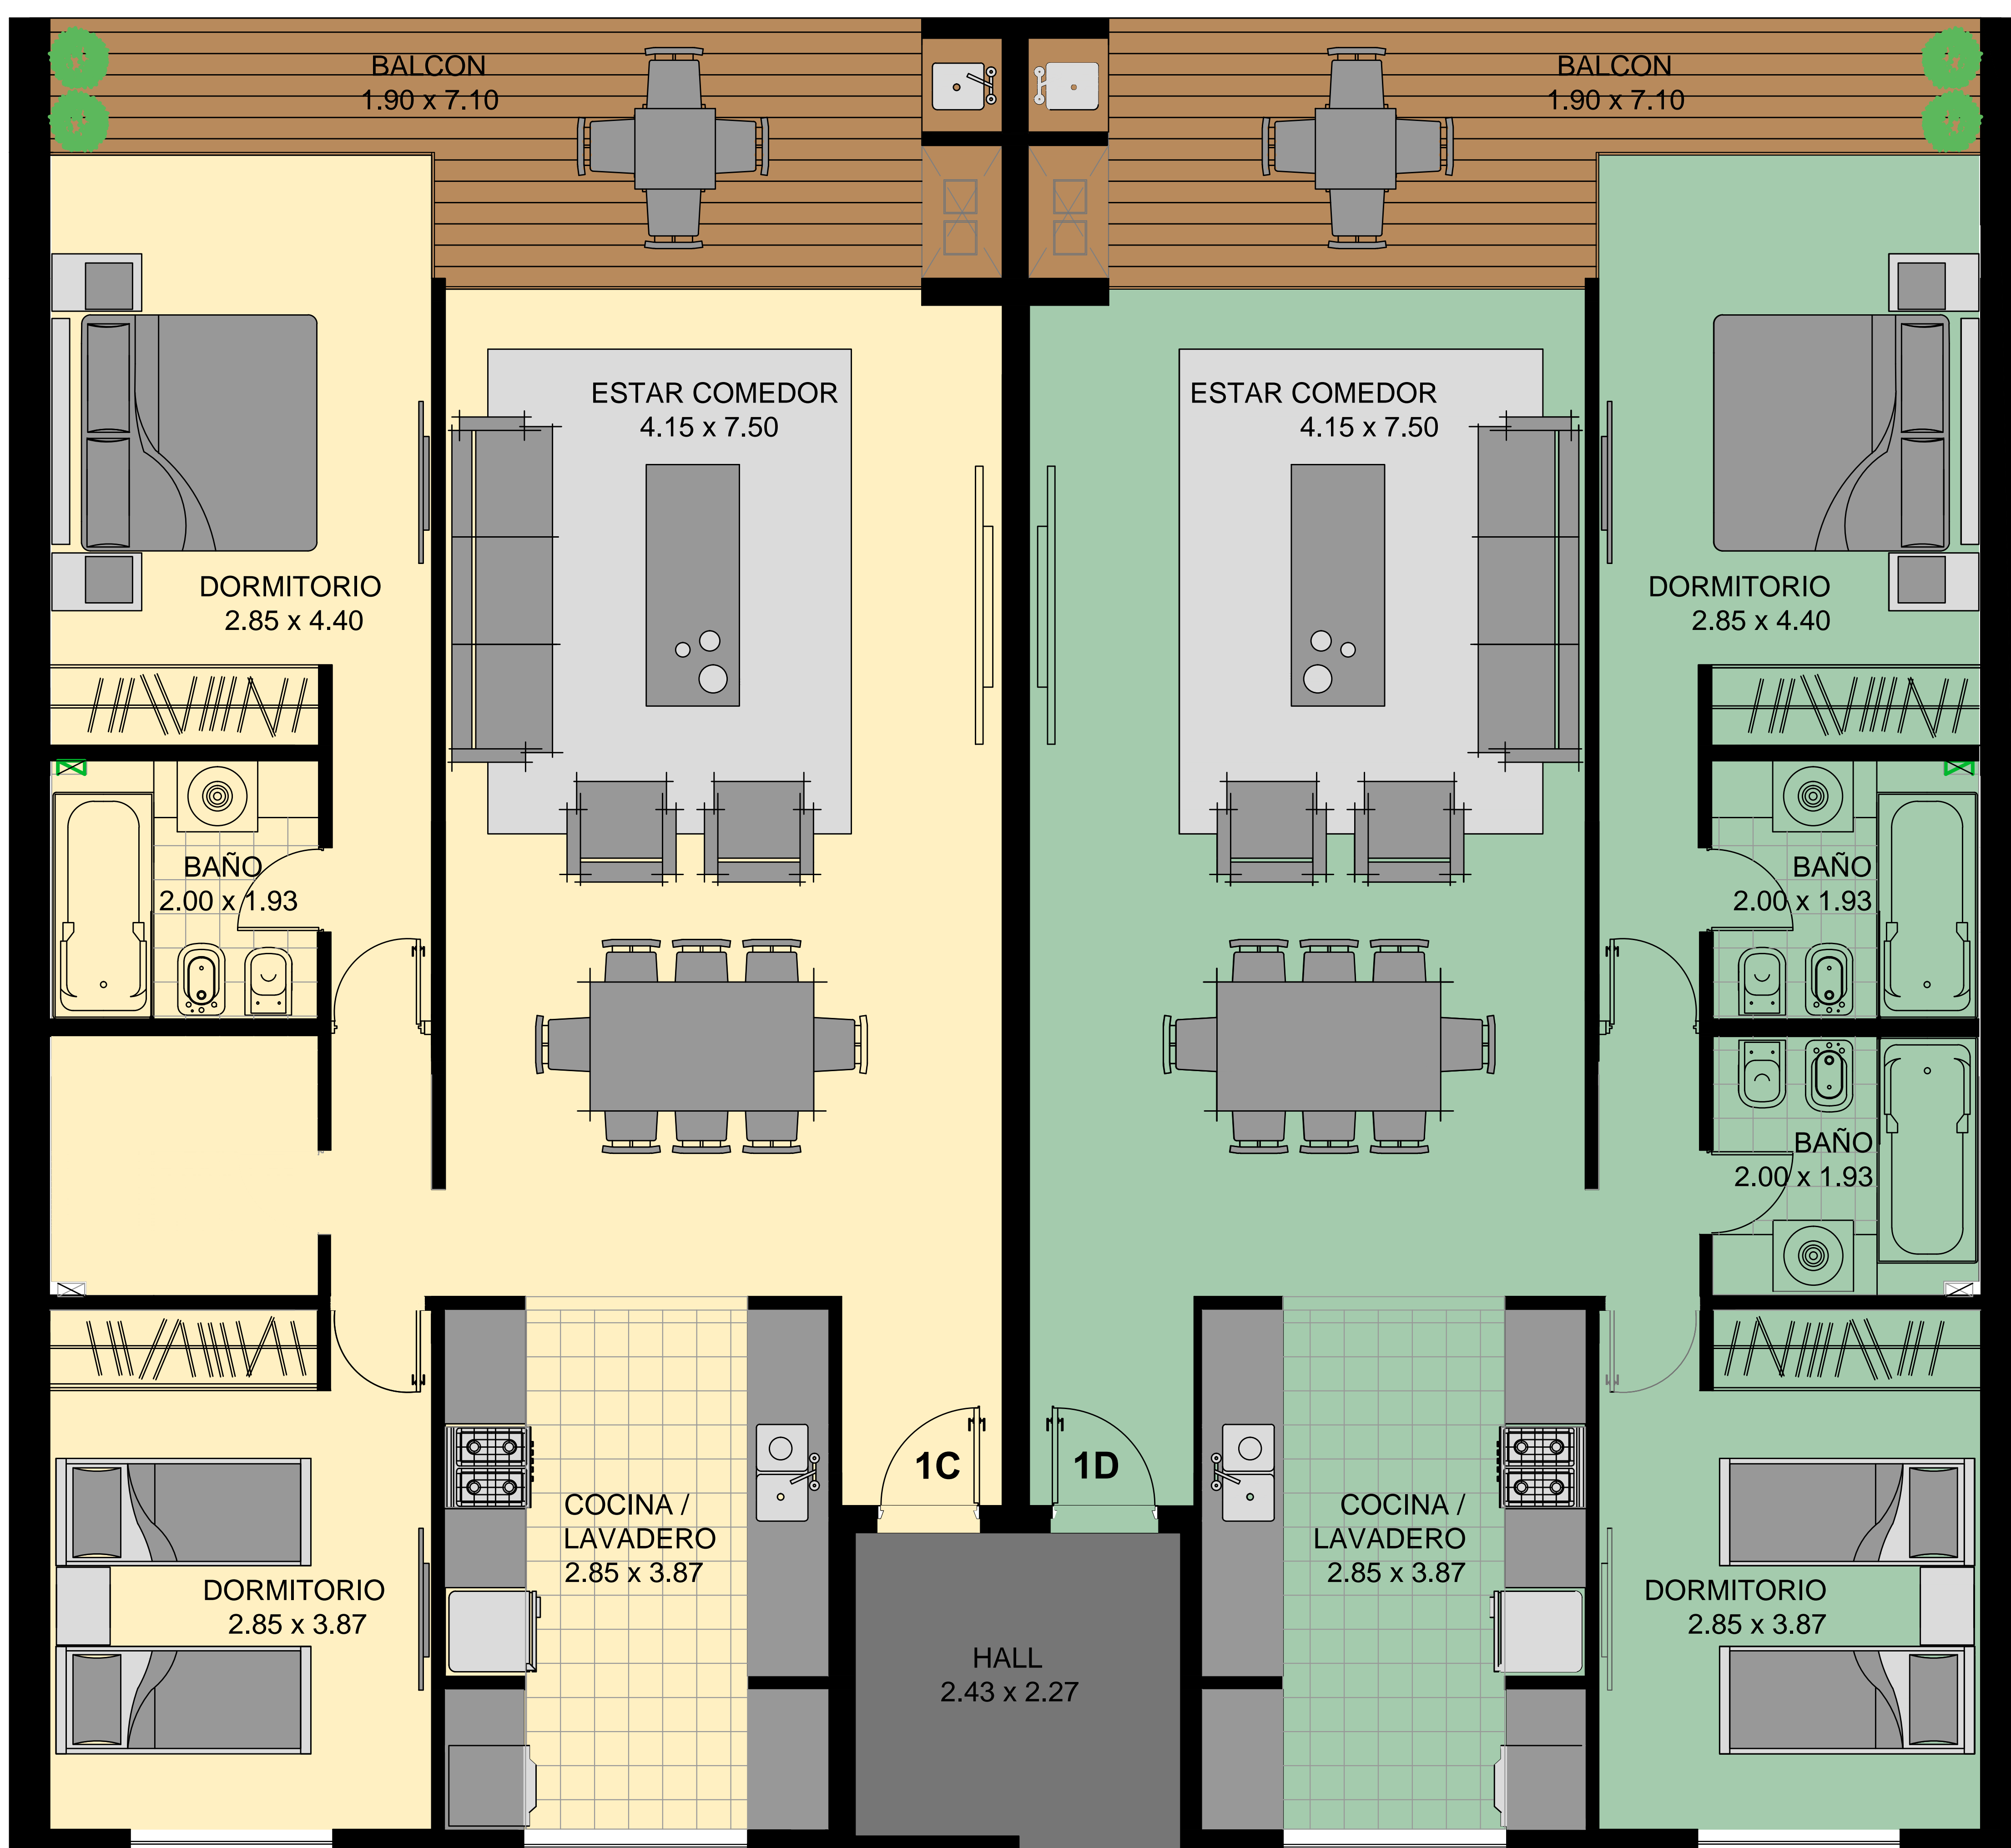 BALCON
1.90 x 7.10
BALCON
1.90 x 7.10
ESTAR COMEDOR
4.15 x 7.50
ESTAR COMEDOR
4.15 x 7.50
DORMITORIO
2.85 x 4.40
DORMITORIO
2.85 x 4.40
BAÑO
2.00 x 1.93
BAÑO
2.00 x 1.93
BAÑO
2.00 x 1.93
1C
1D
COCINA /
LAVADERO
2.85 x 3.87
COCINA /
LAVADERO
2.85 x 3.87
DORMITORIO
2.85 x 3.87
DORMITORIO
2.85 x 3.87
HALL
2.43 x 2.27